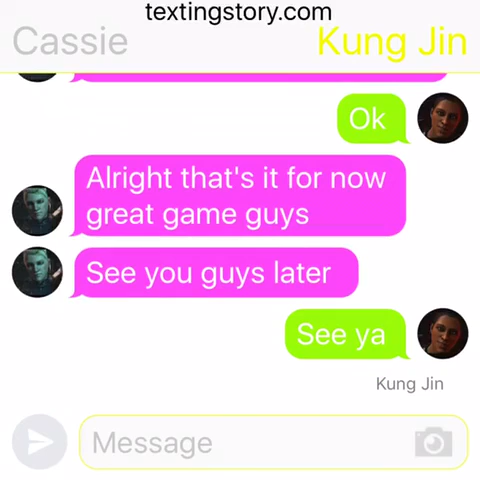 textingstory.com
Cassie
Kung Jin
Ok
Alright that's it for now
great game guys
See you guys later
See ya
Kung Jin
Message